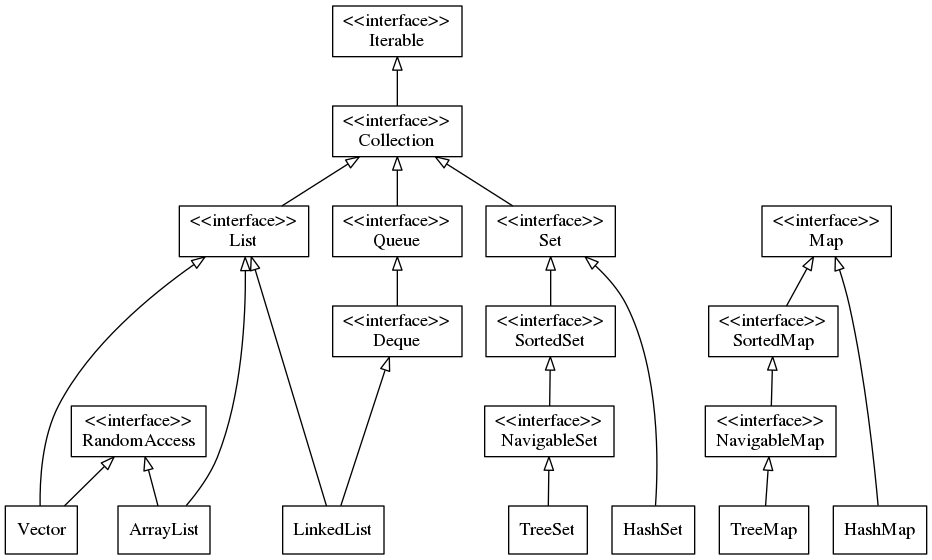 <<interface>>
Iterable
<<interface>>
Collection
<<interface>>
List
<<interface>>
Queue
<<interface>>
Set
<<interface>>
Map
<<interface>>
Deque
<<interface>>
SortedSet
<<interface>>
SortedMap
<<interface>>
RandomAccess
<<interface>>
NavigableSet
<<interface>>
NavigableMap
Vector
ArrayList
LinkedList
TreeSet
HashSet
TreeMap
HashMap